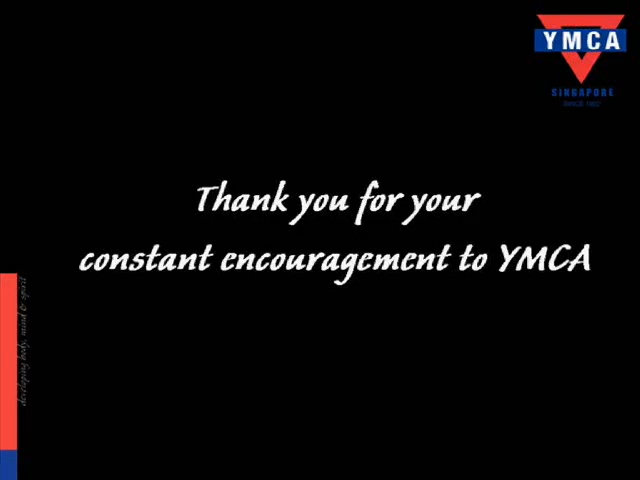 YMCA
SINGAPORE
SINCE 1902
Thank you for your
constant encouragement to YMCA
developing body, mind & spirit